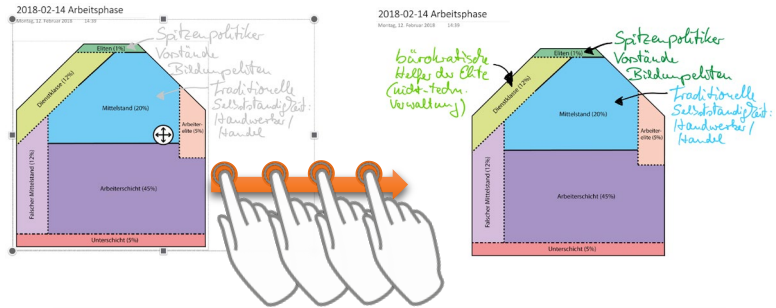 2018-02-14 Arbeitsphase
Montag, 12. Februar 2018 14:39
Eliten (1%)
Dienstklasse (12%)
Mittelstand (20%)
Arbeiter-
elite (5%)
Falscher Mittelstand (12%)
Arbeiterschicht (45%)
Unterschicht (5%)
Spitzenpolitiker
Vorstände
Bildungseliten
Traditionelle
Selbstständigkeit:
Handwerker/
Handel
2018-02-14 Arbeitsphase
Montag, 12. Februar 2018 14:39
bürokratische
Helfer der Elite
(nicht-techn.
Verwaltung)
Spitzenpolitiker
Vorstände
Bildungseliten
Traditionelle
Selbstständigkeit:
Handwerker/
Handel
Eliten (1%)
Dienstklasse (12%)
Mittelstand (20%)
Arbeiter-
elite (5%)
Falscher Mittelstand (12%)
Arbeiterschicht (45%)
Unterschicht (5%)